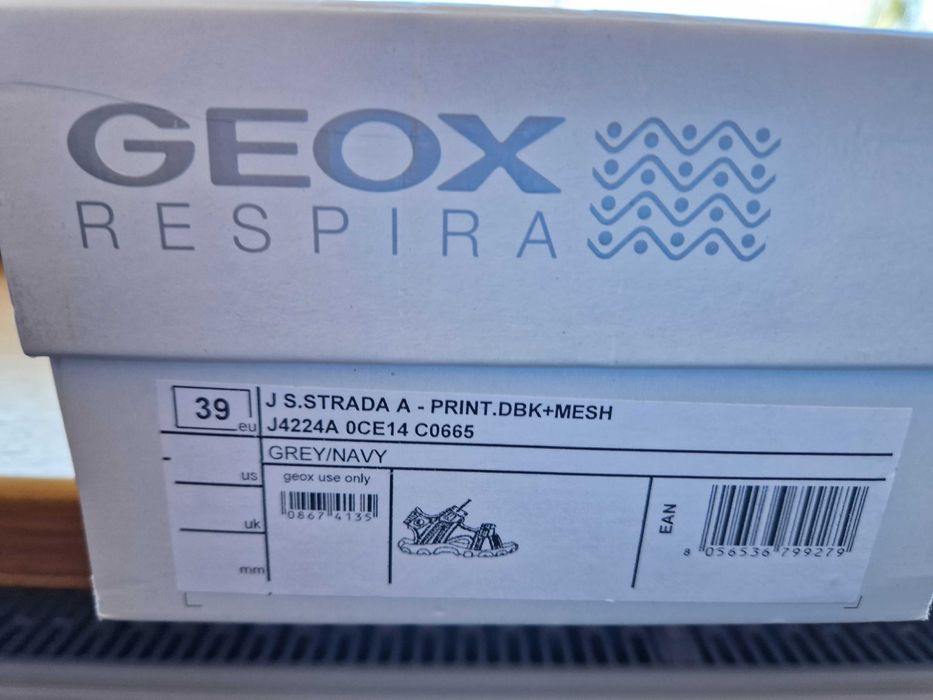 GEOX
RESPIRA
39 eu
J S.STRADA A - PRINT.DBK+MESH
J4224A 0CE14 C0665
GREY/NAVY
us
geox use only
0867 4135
uk
mm
EAN
8 056536 799279